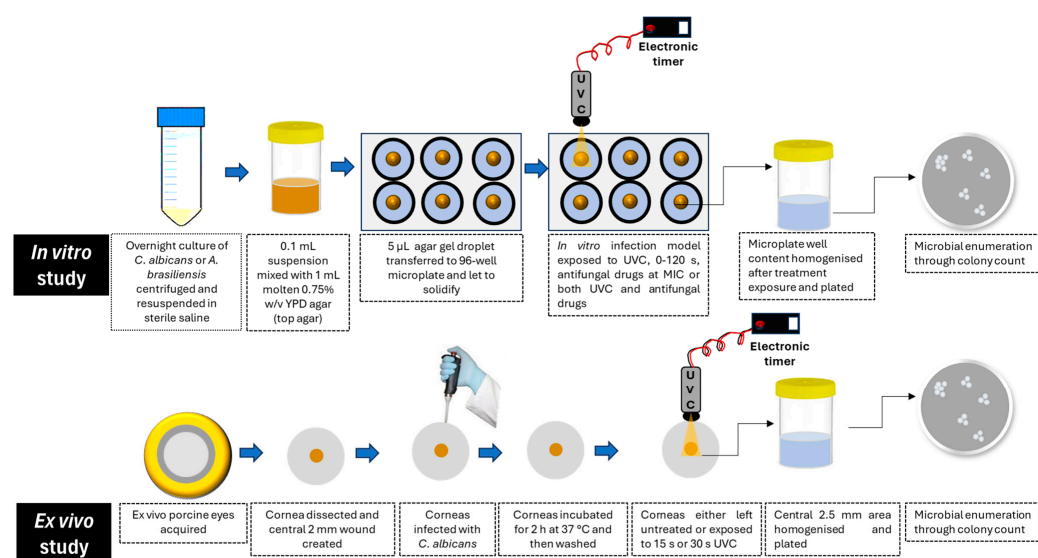 Electronic
timer
U
V
C
In vitro
study
Overnight culture of
C. albicans or A.
brasiliensis
centrifuged and
resuspended in
sterile saline
0.1 mL
suspension
mixed with 1 mL
molten 0.75%
w/v YPD agar
(top agar)
5 µL agar gel droplet
transferred to 96-well
microplate and let to
solidify
In vitro infection model
exposed to UVC, 0-120 s,
antifungal drugs at MIC or
both UVC and antifungal
drugs
Microplate well
content homogenised
after treatment
exposure and plated
Microbial enumeration
through colony count
Electronic
timer
U
V
C
Ex vivo
study
Ex vivo porcine eyes
acquired
Cornea dissected and
central 2 mm wound
created
Corneas
infected with
C. albicans
Corneas incubated
for 2 h at 37 °C and
then washed
Corneas either left
untreated or exposed
to 15 s or 30 s UVC
Central 2.5 mm area
homogenised and
plated
Microbial enumeration
through colony count